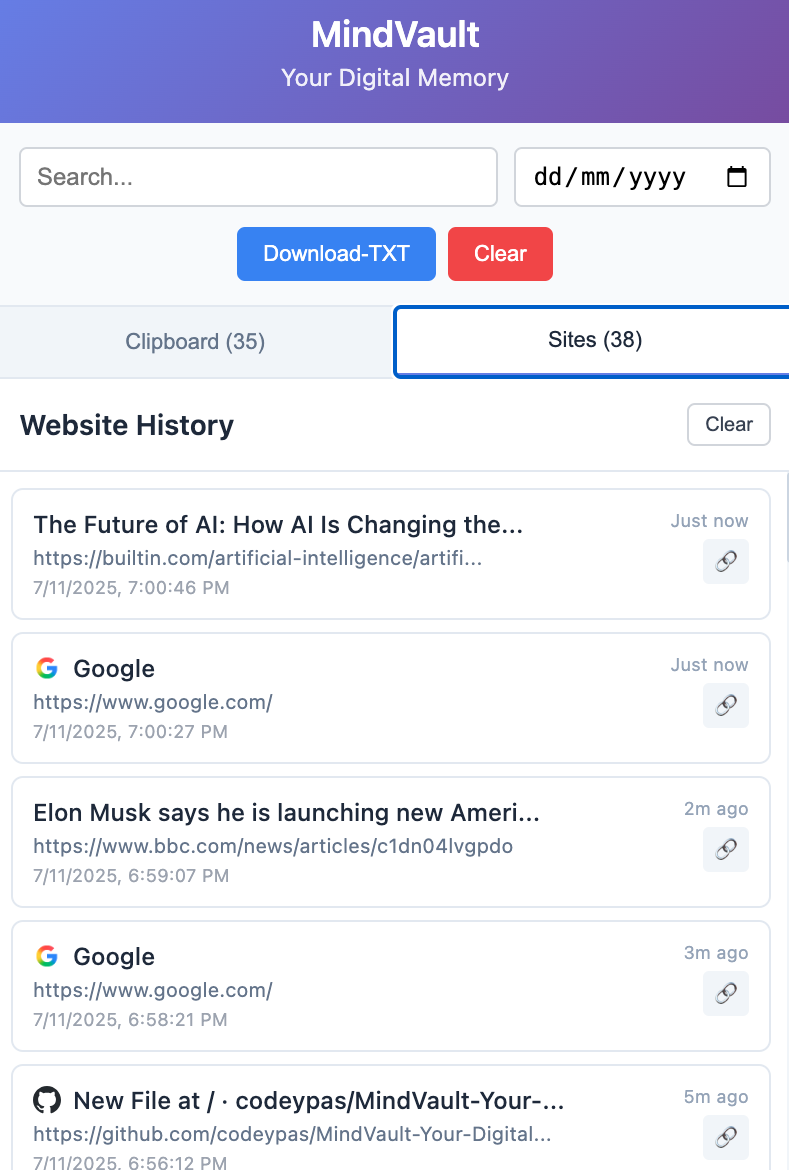 MindVault
Your Digital Memory
Search...
dd/mm/yyyy
Download-TXT
Clear
Clipboard (35)
Sites (38)
Website History
Clear
The Future of AI: How AI Is Changing the...
Just now
https://builtin.com/artificial-intelligence/artifi...
7/11/2025, 7:00:46 PM
Google
Just now
https://www.google.com/
7/11/2025, 7:00:27 PM
Elon Musk says he is launching new Ameri...
2m ago
https://www.bbc.com/news/articles/c1dn04lvgpdo
7/11/2025, 6:59:07 PM
Google
3m ago
https://www.google.com/
7/11/2025, 6:58:21 PM
New File at / · codeypas/MindVault-Your-...
5m ago
https://github.com/codeypas/MindVault-Your-Digital...
7/11/2025, 6:56:12 PM